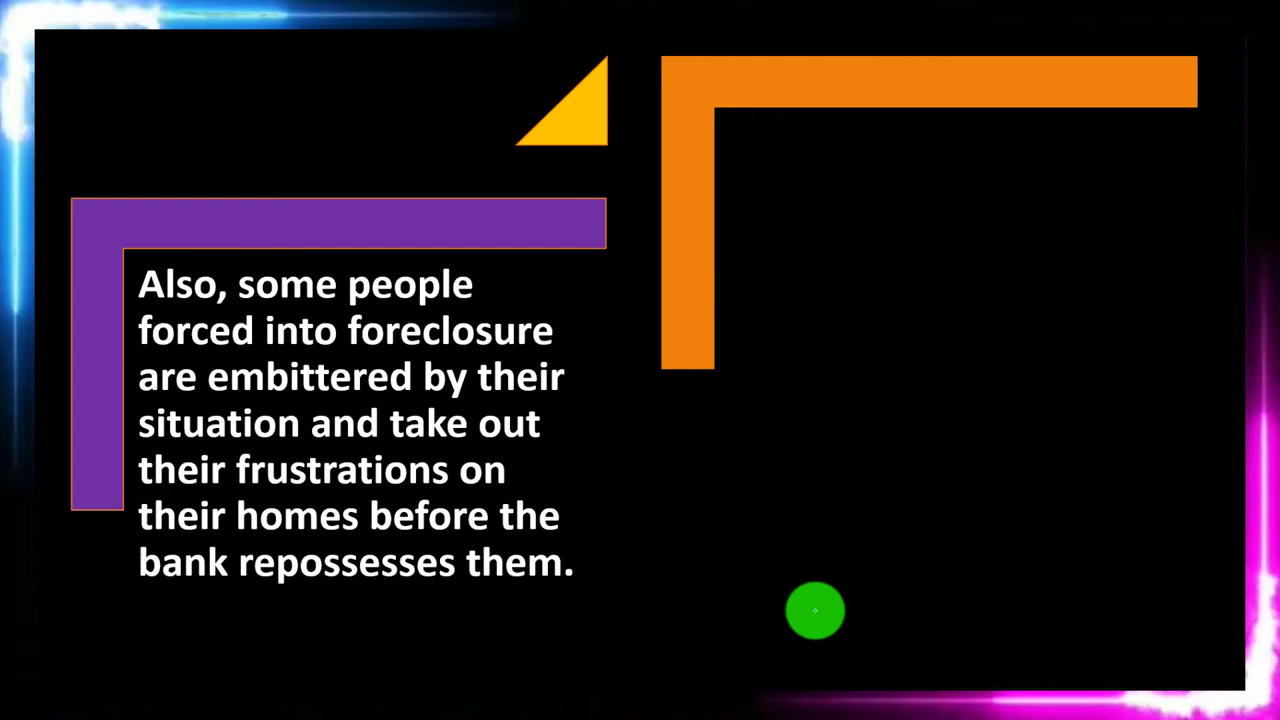 Also, some people
forced into foreclosure
are embittered by their
situation and take out
their frustrations on
their homes before the
bank repossesses them.